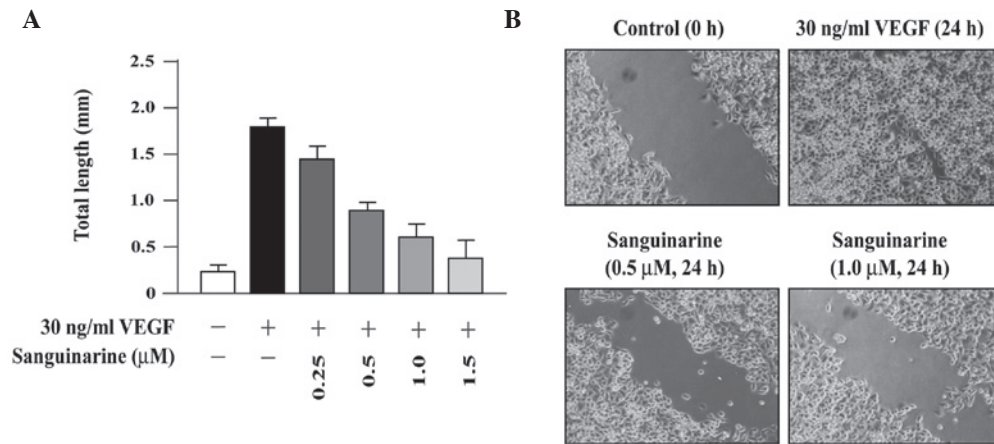 A
B
Total length (mm)
2.5
2.0
1.5
1.0
0.5
0
30 ng/ml VEGF − + + + + +
Sanguinarine (µM) − − 0.25 0.5 1.0 1.5
Control (0 h)
30 ng/ml VEGF (24 h)
Sanguinarine
(0.5 µM, 24 h)
Sanguinarine
(1.0 µM, 24 h)